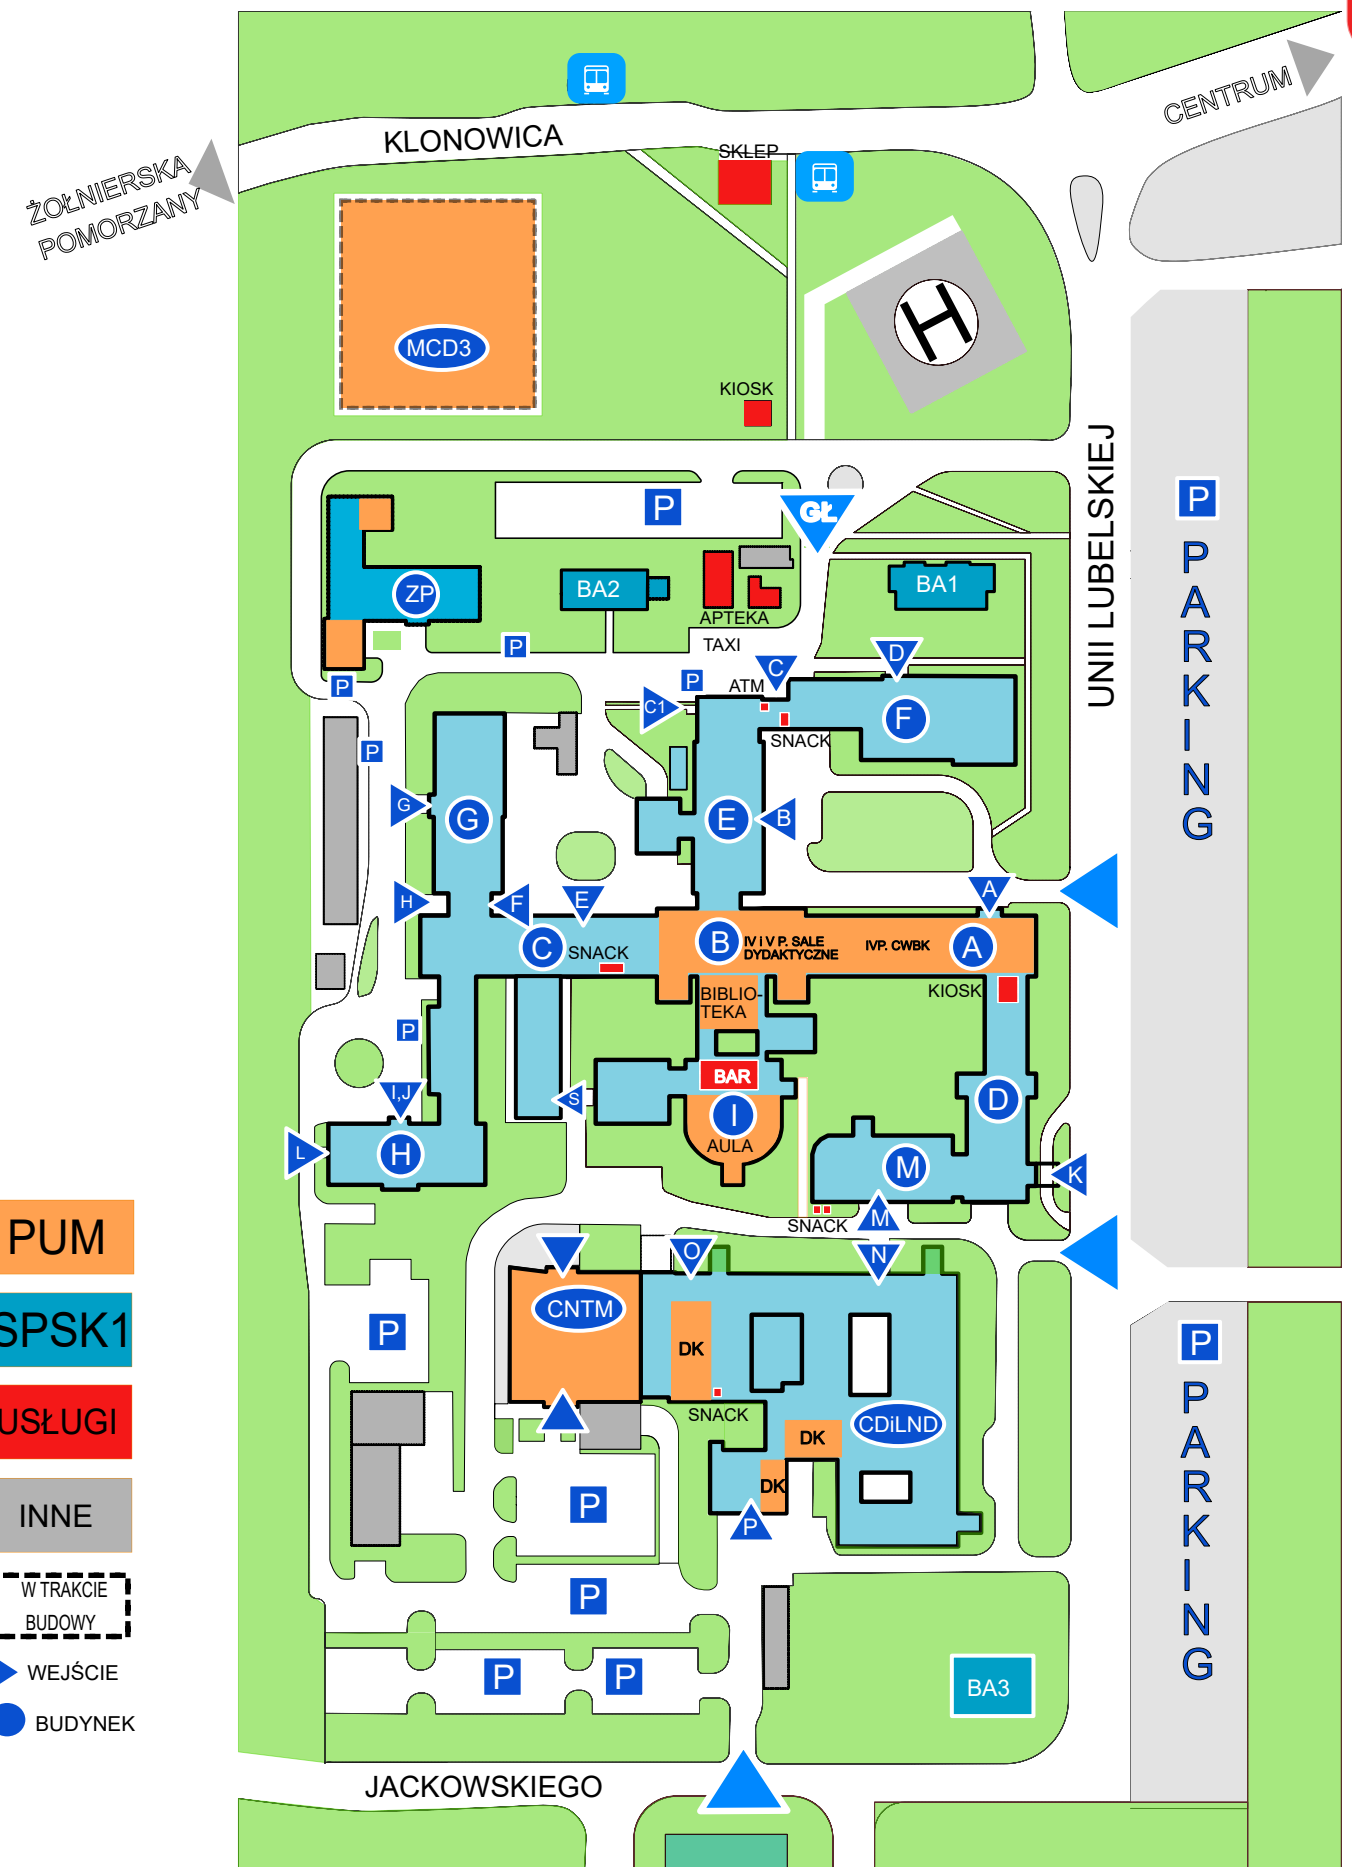 KLONOWICA
CENTRUM
ŻOŁNIERSKA
POMORZANY
SKLEP
H
MCD3
KIOSK
UNII LUBELSKIEJ
P
PARKING
P
GŁ
ZP
BA2
APTEKA
TAXI
BA1
P
P
P
P
ATM
C
D
C1
F
SNACK
G
G
E
B
H
F
E
A
C
SNACK
B
IV i V P. SALE
DYDAKTYCZNE
IVP. CWBK
A
BIBLIO-
TEKA
KIOSK
P
BAR
I,J
S
I
D
AULA
L
H
M
K
SNACK
M
O
N
PUM
SPSK1
USŁUGI
INNE
W TRAKCIE
BUDOWY
WEJŚCIE
BUDYNEK
CNTM
P
DK
SNACK
CDiLND
DK
DK
P
P
P
P
P
P
PARKING
BA3
JACKOWSKIEGO